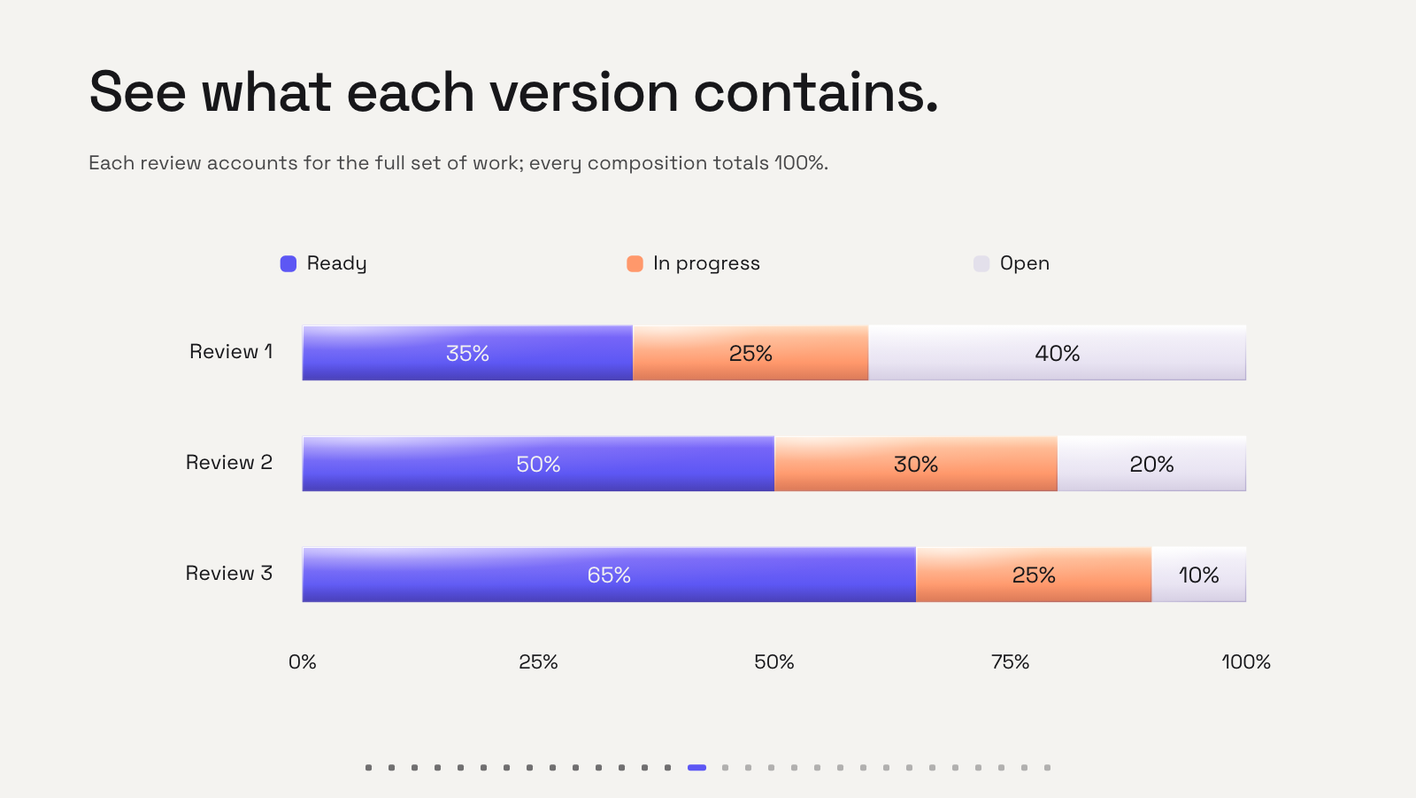 See what each version contains.
Each review accounts for the full set of work; every composition totals 100%.
Ready In progress Open
Review 1 35% 25% 40%
Review 2 50% 30% 20%
Review 3 65% 25% 10%
0% 25% 50% 75% 100%